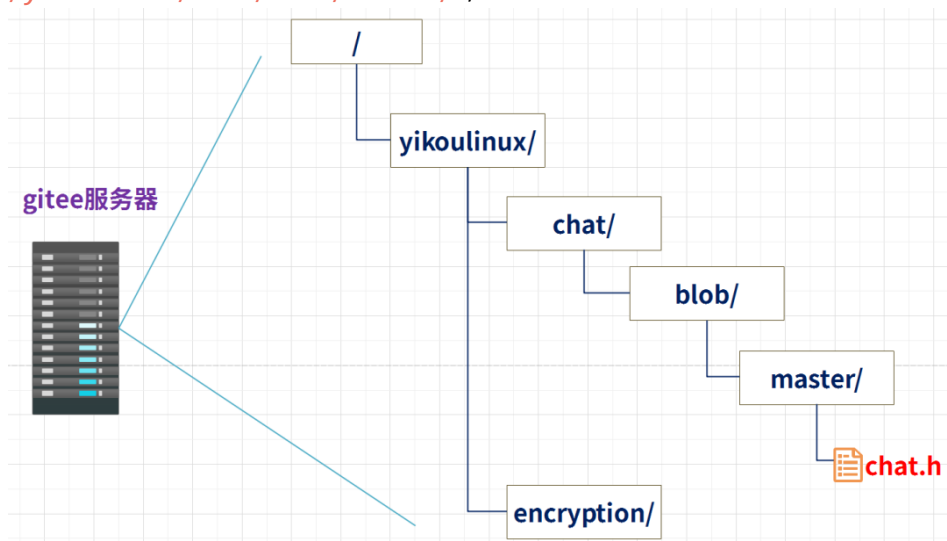 /
yikoulinux/
gitee服务器
chat/
blob/
master/
chat.h
encryption/